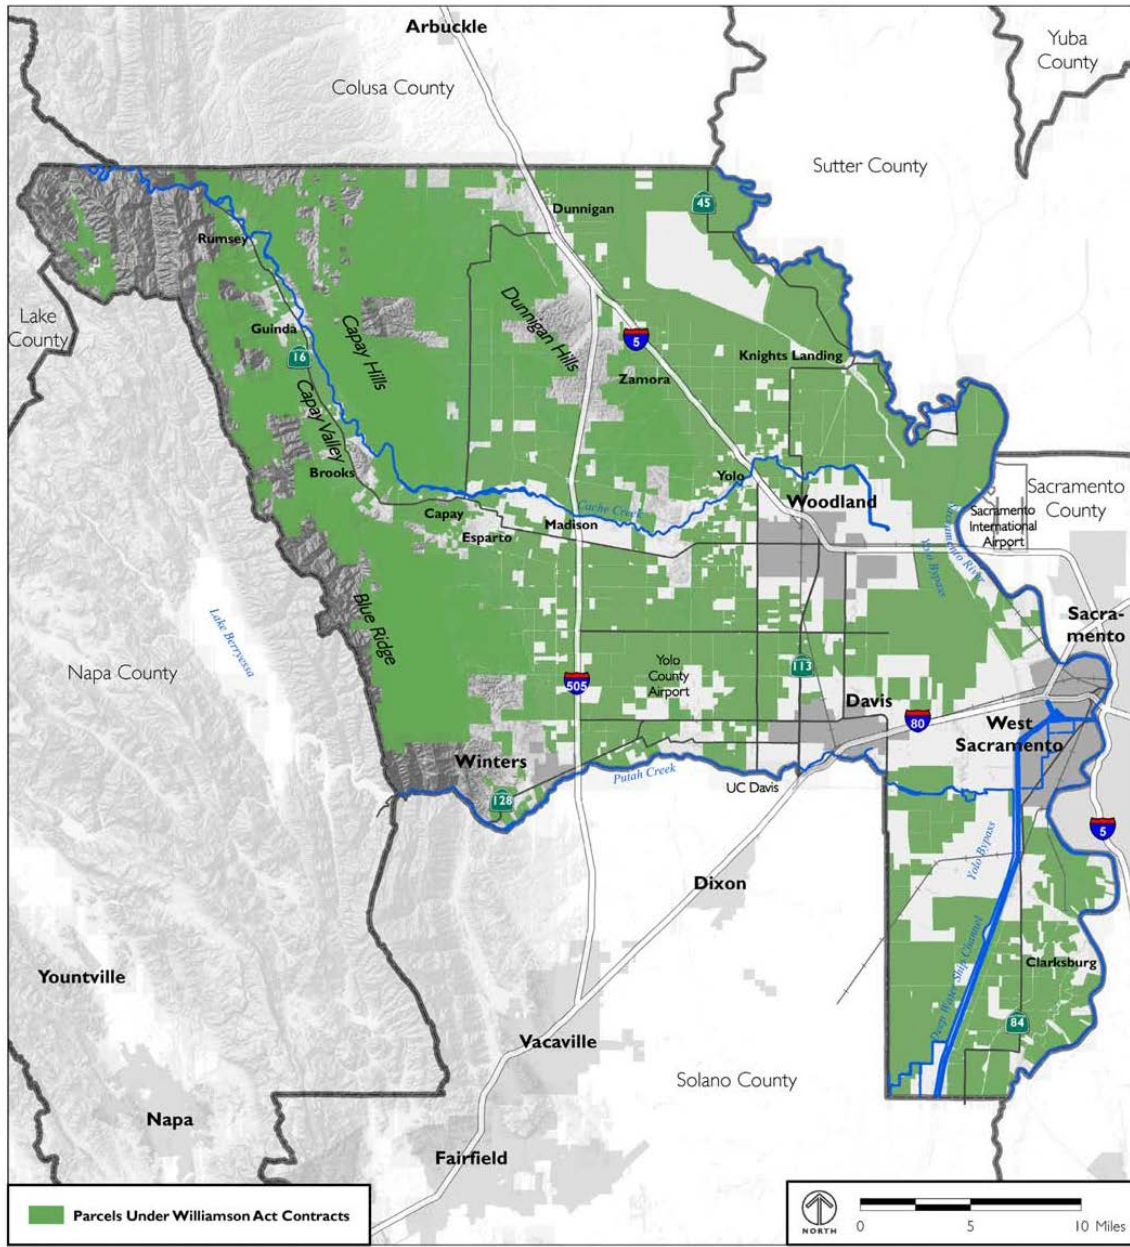 Arbuckle
Yuba
County
Colusa County
Sutter County
45
Dunnigan
Rumsey
Lake
County
Guinda
16
Capay Hills
Dunnigan Hills
5
Knights Landing
Zamora
Capay Valley
Brooks
Yolo
Woodland
Sacramento
County
Capay
Cache Creek
Madison
Esparto
Sacramento
International
Airport
Sacramento River
Yolo Bypass
Blue Ridge
Lake Berryessa
Sacra-
mento
Napa County
Yolo
County
Airport
113
505
Davis
80
West
Sacramento
Winters
Putah Creek
UC Davis
128
5
Yolo Bypass
Dixon
Clarksburg
Yountville
Deep Water Ship Channel
84
Vacaville
Solano County
Napa
Fairfield
Parcels Under Williamson Act Contracts
NORTH
0 5 10 Miles